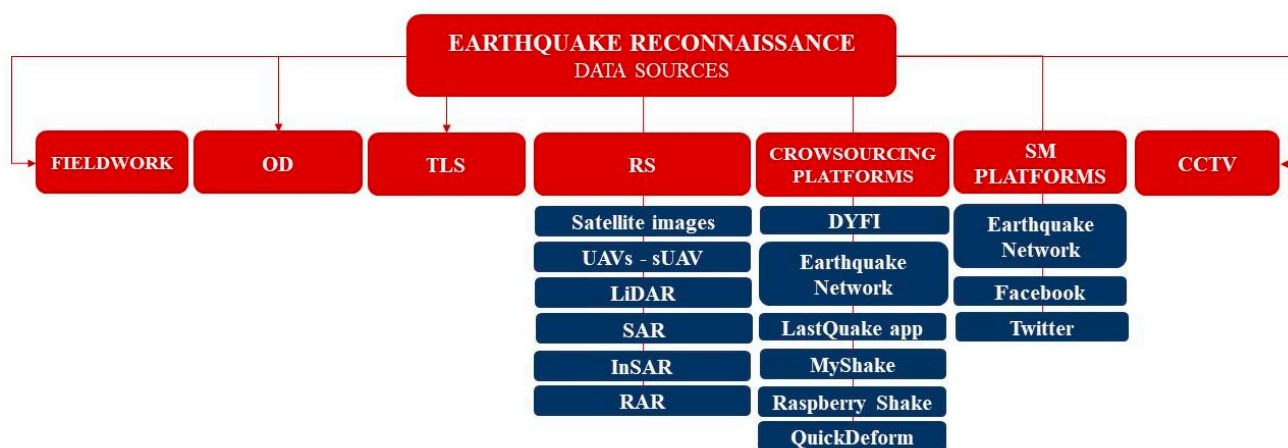 EARTHQUAKE RECONNAISSANCE
DATA SOURCES
FIELDWORK
OD
TLS
RS
Satellite images
UAVs - sUAV
LiDAR
SAR
InSAR
RAR
CROWSOURCING
PLATFORMS
DYFI
Earthquake
Network
LastQuake app
MyShake
Raspberry Shake
QuickDeform
SM
PLATFORMS
Earthquake
Network
Facebook
Twitter
CCTV